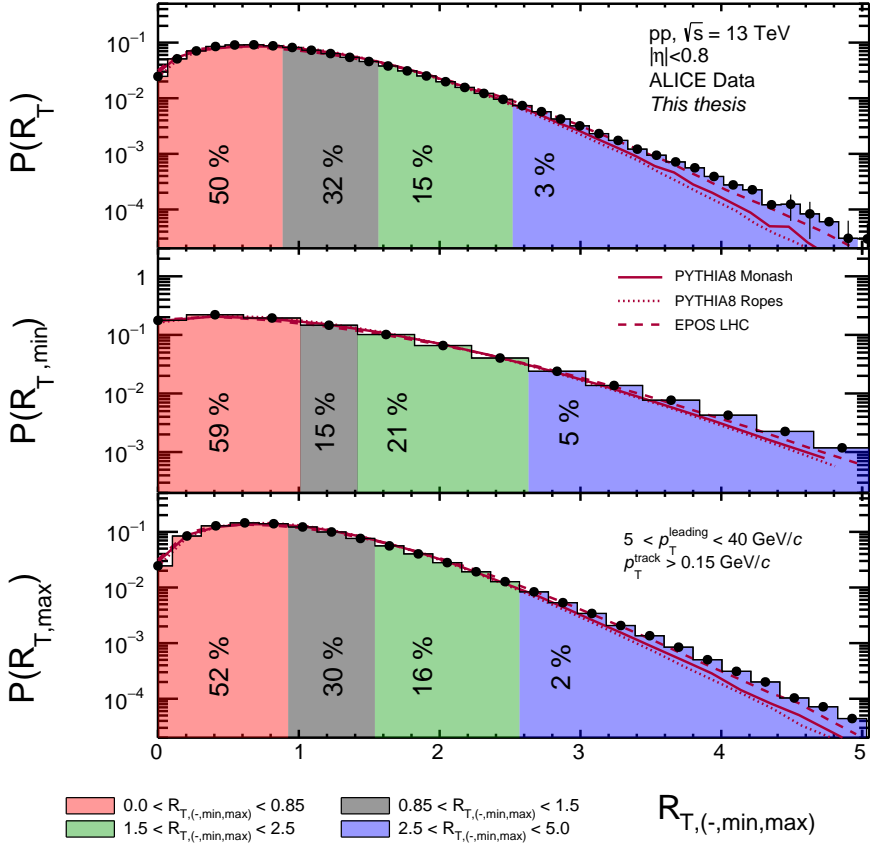 pp, √s = 13 TeV
|η|<0.8
ALICE Data
This thesis
P(R_T)
10^-1
10^-2
10^-3
10^-4
50 %
32 %
15 %
3 %
PYTHIA8 Monash
PYTHIA8 Ropes
EPOS LHC
P(R_T,min)
1
10^-1
10^-2
10^-3
59 %
15 %
21 %
5 %
5 < p_T^leading < 40 GeV/c
p_T^track > 0.15 GeV/c
P(R_T,max)
10^-1
10^-2
10^-3
10^-4
52 %
30 %
16 %
2 %
0 1 2 3 4 5
R_T,(-,min,max)
0.0 < R_T,(-,min,max) < 0.85
0.85 < R_T,(-,min,max) < 1.5
1.5 < R_T,(-,min,max) < 2.5
2.5 < R_T,(-,min,max) < 5.0